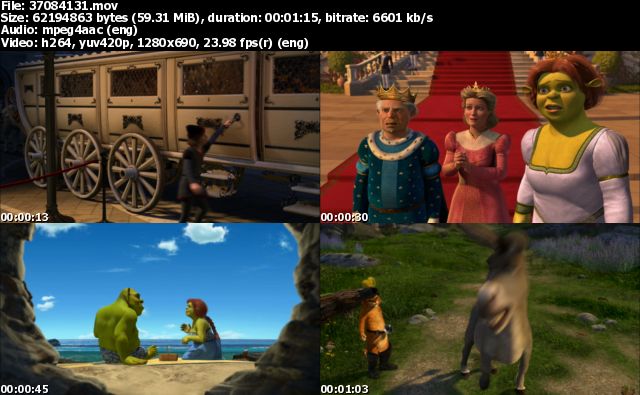 File: 37084131.mov
Size: 62194863 bytes (59.31 MiB), duration: 00:01:15, bitrate: 6601 kb/s
Audio: mpeg4aac (eng)
Video: h264, yuv420p, 1280x690, 23.98 fps(r) (eng)
00:00:13
00:00:30
00:00:45
00:01:03